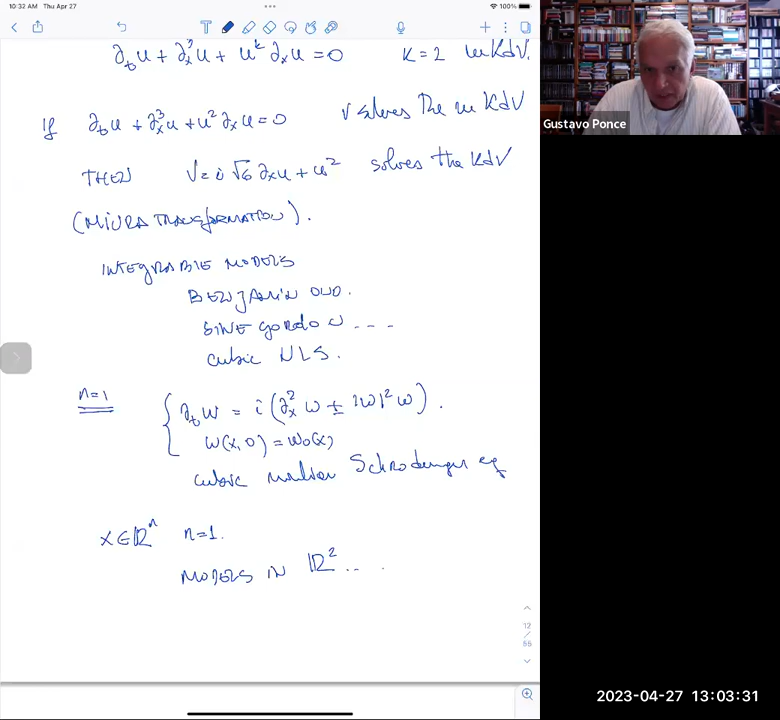 10:32 AM Thu Apr 27
100%
∂ₜu + ∂ₓ³u + uᵏ ∂ₓu = 0 K = 2 mKdV.
If ∂ₜu + ∂ₓ³u + u² ∂ₓu = 0 v solves the mKdV
THEN V = i √6 ∂ₓu + u² solves the KdV
(MIURA TRANSFORMATION).
INTEGRABLE MODELS
BENJAMIN ONO.
SINE GORDON ---
cubic NLS.
n=1
∂ₜw = i(∂ₓ²w ± |w|²w).
w(x,0) = w₀(x)
cubic Schrodinger eq
x∈ℝⁿ n=1.
MODELS IN ℝ² ...
Gustavo Ponce
12 / 55
2023-04-27 13:03:31